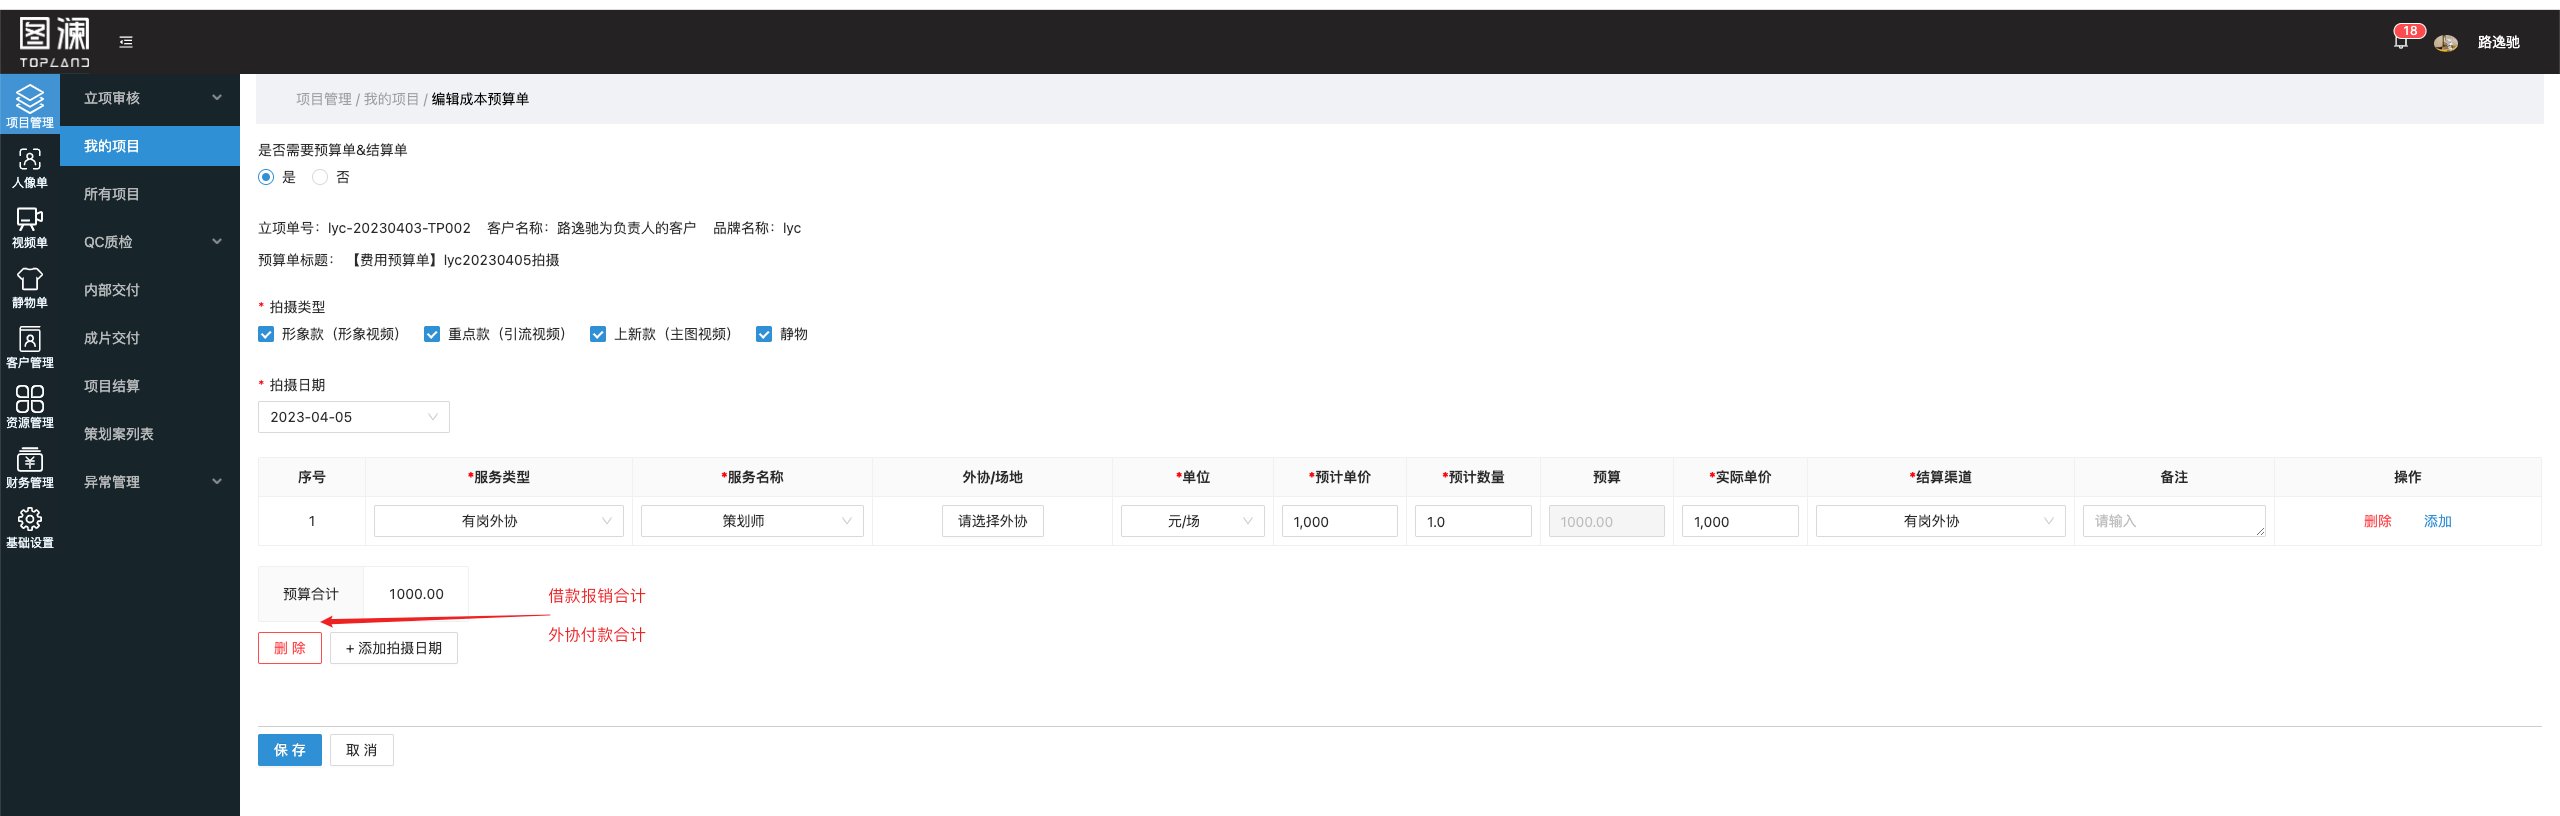 图澜
TOPLAND
18
路逸驰
项目管理
人像单
视频单
静物单
客户管理
资源管理
财务管理
基础设置
立项审核
我的项目
所有项目
QC质检
内部交付
成片交付
项目结算
策划案列表
异常管理
项目管理 / 我的项目 / 编辑成本预算单
是否需要预算单&结算单
是 否
立项单号：lyc-20230403-TP002 客户名称：路逸驰为负责人的客户 品牌名称：lyc
预算单标题：【费用预算单】lyc20230405拍摄
* 拍摄类型
形象款（形象视频） 重点款（引流视频） 上新款（主图视频） 静物
* 拍摄日期
2023-04-05
序号 *服务类型 *服务名称 外协/场地 *单位 *预计单价 *预计数量 预算 *实际单价 *结算渠道 备注 操作
1 有岗外协 策划师 请选择外协 元/场 1,000 1.0 1000.00 1,000 有岗外协 请输入 删除 添加
预算合计 1000.00
借款报销合计
外协付款合计
删 除 + 添加拍摄日期
保 存 取 消